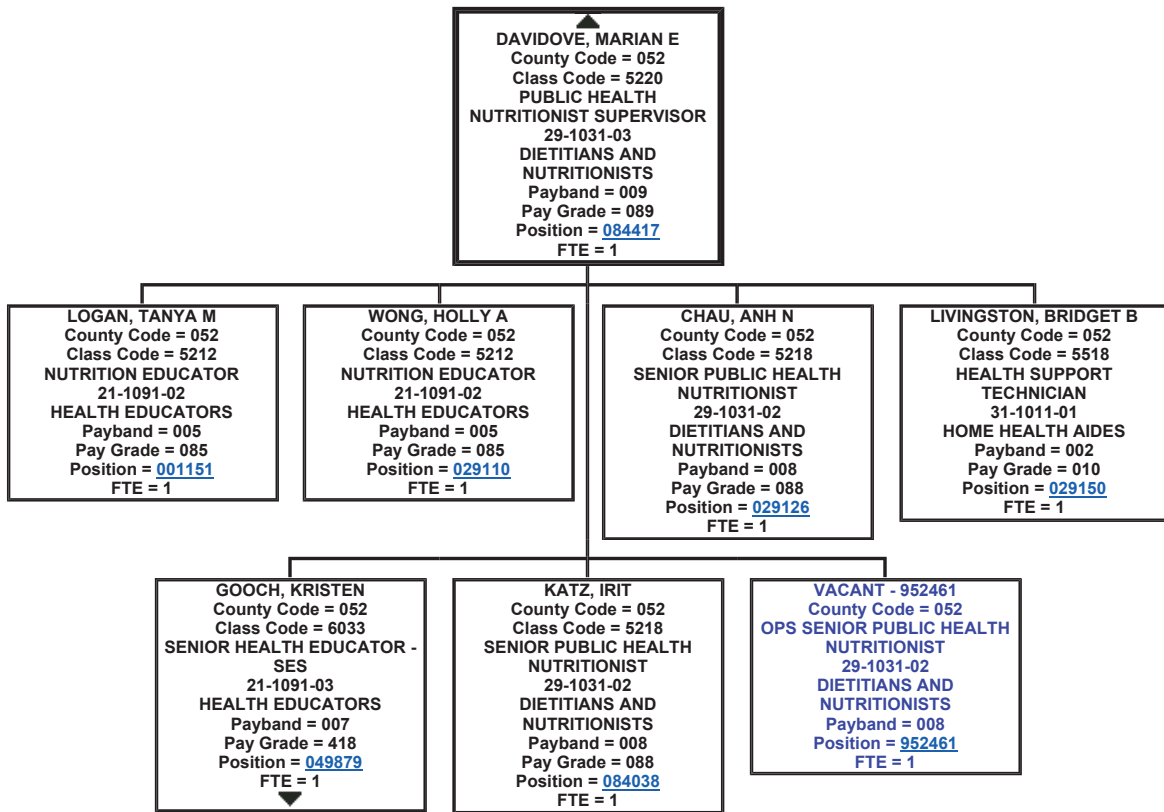 DAVIDOVE, MARIAN E
County Code = 052
Class Code = 5220
PUBLIC HEALTH
NUTRITIONIST SUPERVISOR
29-1031-03
DIETITIANS AND
NUTRITIONISTS
Payband = 009
Pay Grade = 089
Position = 084417
FTE = 1
LOGAN, TANYA M
County Code = 052
Class Code = 5212
NUTRITION EDUCATOR
21-1091-02
HEALTH EDUCATORS
Payband = 005
Pay Grade = 085
Position = 001151
FTE = 1
WONG, HOLLY A
County Code = 052
Class Code = 5212
NUTRITION EDUCATOR
21-1091-02
HEALTH EDUCATORS
Payband = 005
Pay Grade = 085
Position = 029110
FTE = 1
CHAU, ANH N
County Code = 052
Class Code = 5218
SENIOR PUBLIC HEALTH
NUTRITIONIST
29-1031-02
DIETITIANS AND
NUTRITIONISTS
Payband = 008
Pay Grade = 088
Position = 029126
FTE = 1
LIVINGSTON, BRIDGET B
County Code = 052
Class Code = 5518
HEALTH SUPPORT
TECHNICIAN
31-1011-01
HOME HEALTH AIDES
Payband = 002
Pay Grade = 010
Position = 029150
FTE = 1
GOOCH, KRISTEN
County Code = 052
Class Code = 6033
SENIOR HEALTH EDUCATOR -
SES
21-1091-03
HEALTH EDUCATORS
Payband = 007
Pay Grade = 418
Position = 049879
FTE = 1
KATZ, IRIT
County Code = 052
Class Code = 5218
SENIOR PUBLIC HEALTH
NUTRITIONIST
29-1031-02
DIETITIANS AND
NUTRITIONISTS
Payband = 008
Pay Grade = 088
Position = 084038
FTE = 1
VACANT - 952461
County Code = 052
OPS SENIOR PUBLIC HEALTH
NUTRITIONIST
29-1031-02
DIETITIANS AND
NUTRITIONISTS
Payband = 008
Position = 952461
FTE = 1